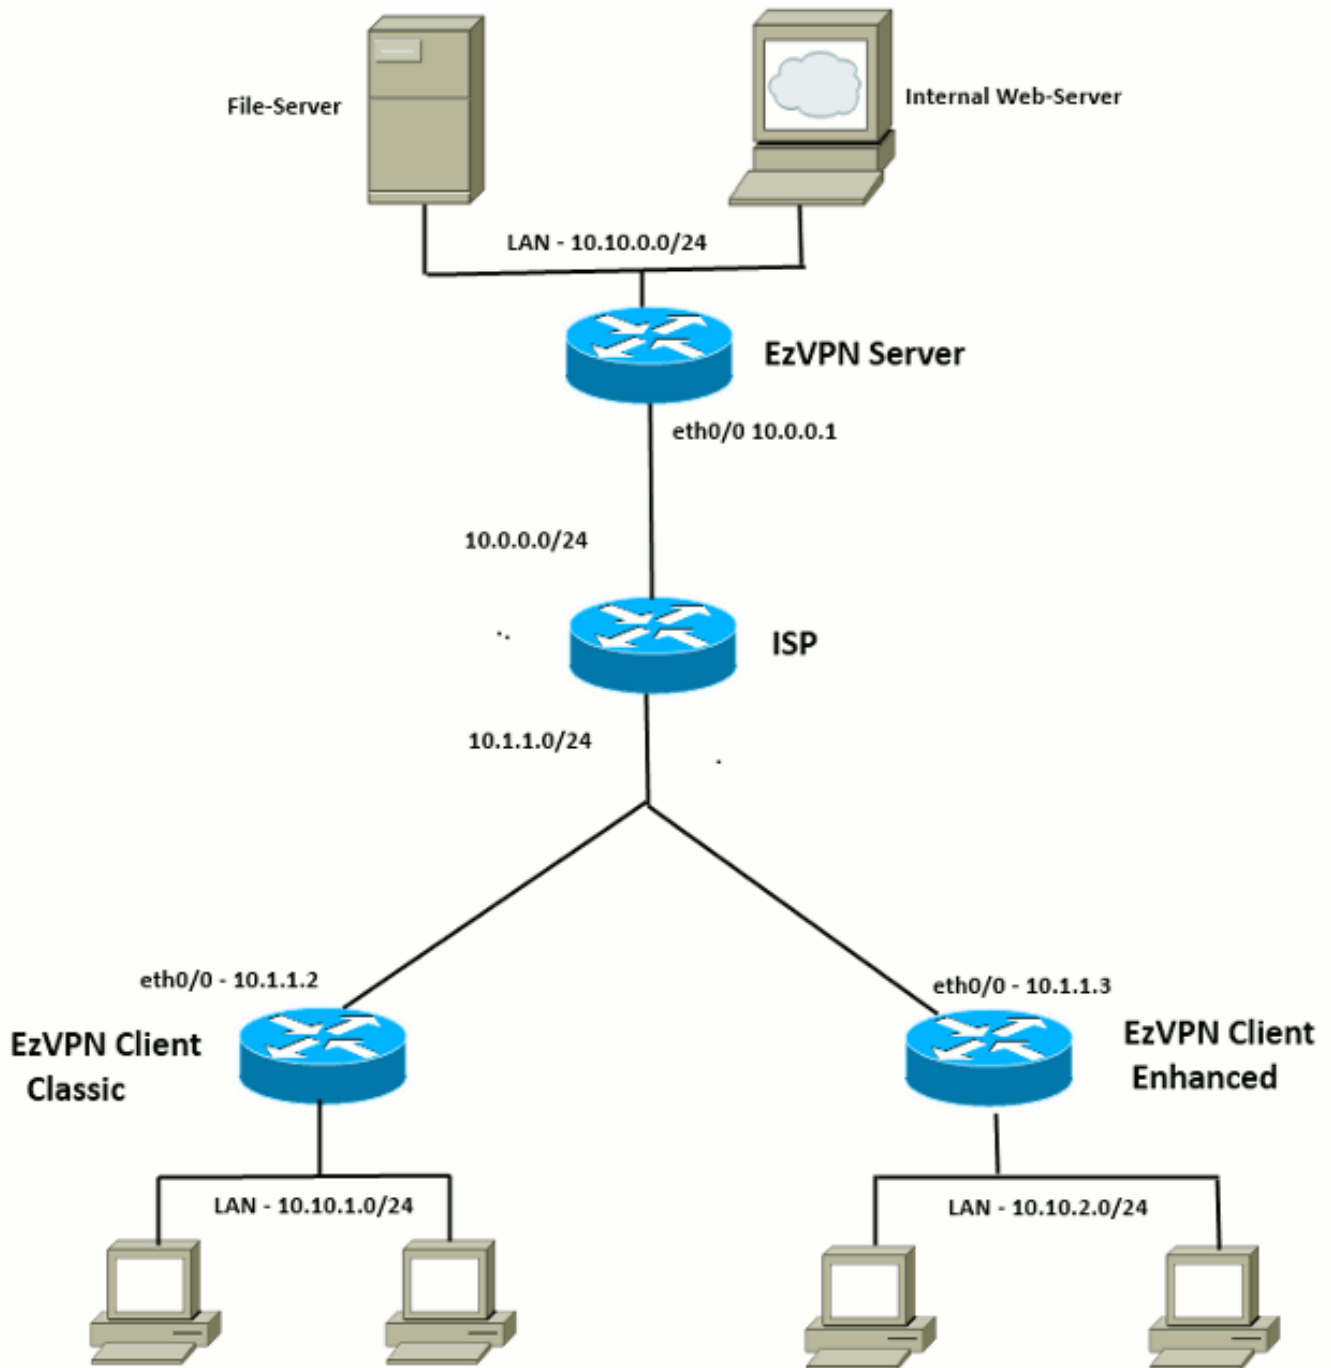 File-Server
Internal Web-Server
LAN - 10.10.0.0/24
EzVPN Server
eth0/0 10.0.0.1
10.0.0.0/24
ISP
10.1.1.0/24
eth0/0 - 10.1.1.2
eth0/0 - 10.1.1.3
EzVPN Client
Classic
EzVPN Client
Enhanced
LAN - 10.10.1.0/24
LAN - 10.10.2.0/24